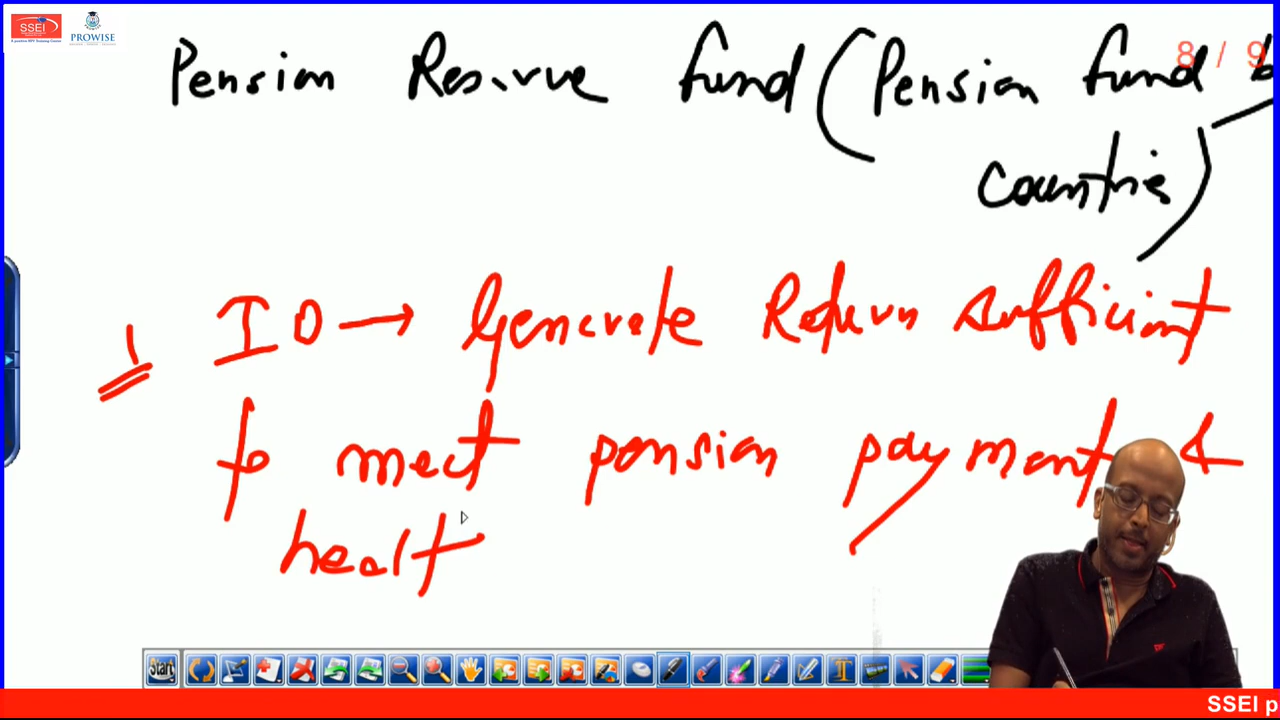 SSEI
PROWISE
8 / 9
Pension Reserve fund (Pension fund b
countries)
1 IO → Generate Return sufficient
to meet pension payment &
healt
Start
SSEI p